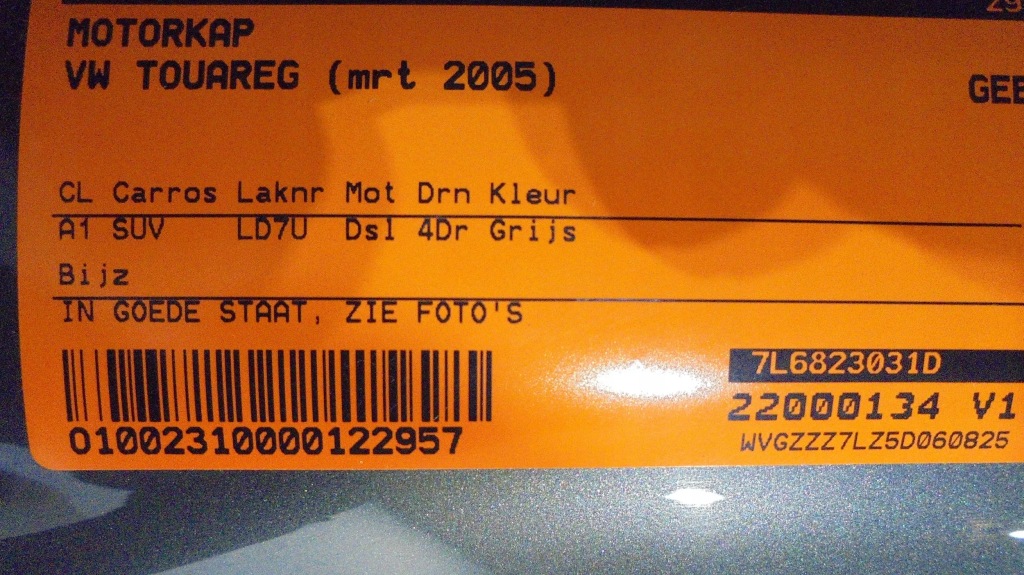 MOTORKAP
VW TOUAREG (mrt 2005)
CL Carros Laknr Mot Drn Kleur
A1 SUV LD7U Dsl 4Dr Grijs
Bijz
IN GOEDE STAAT, ZIE FOTO'S
7L6823031D
22000134 V1
01002310000122957
WVGZZZ7LZ5D060825